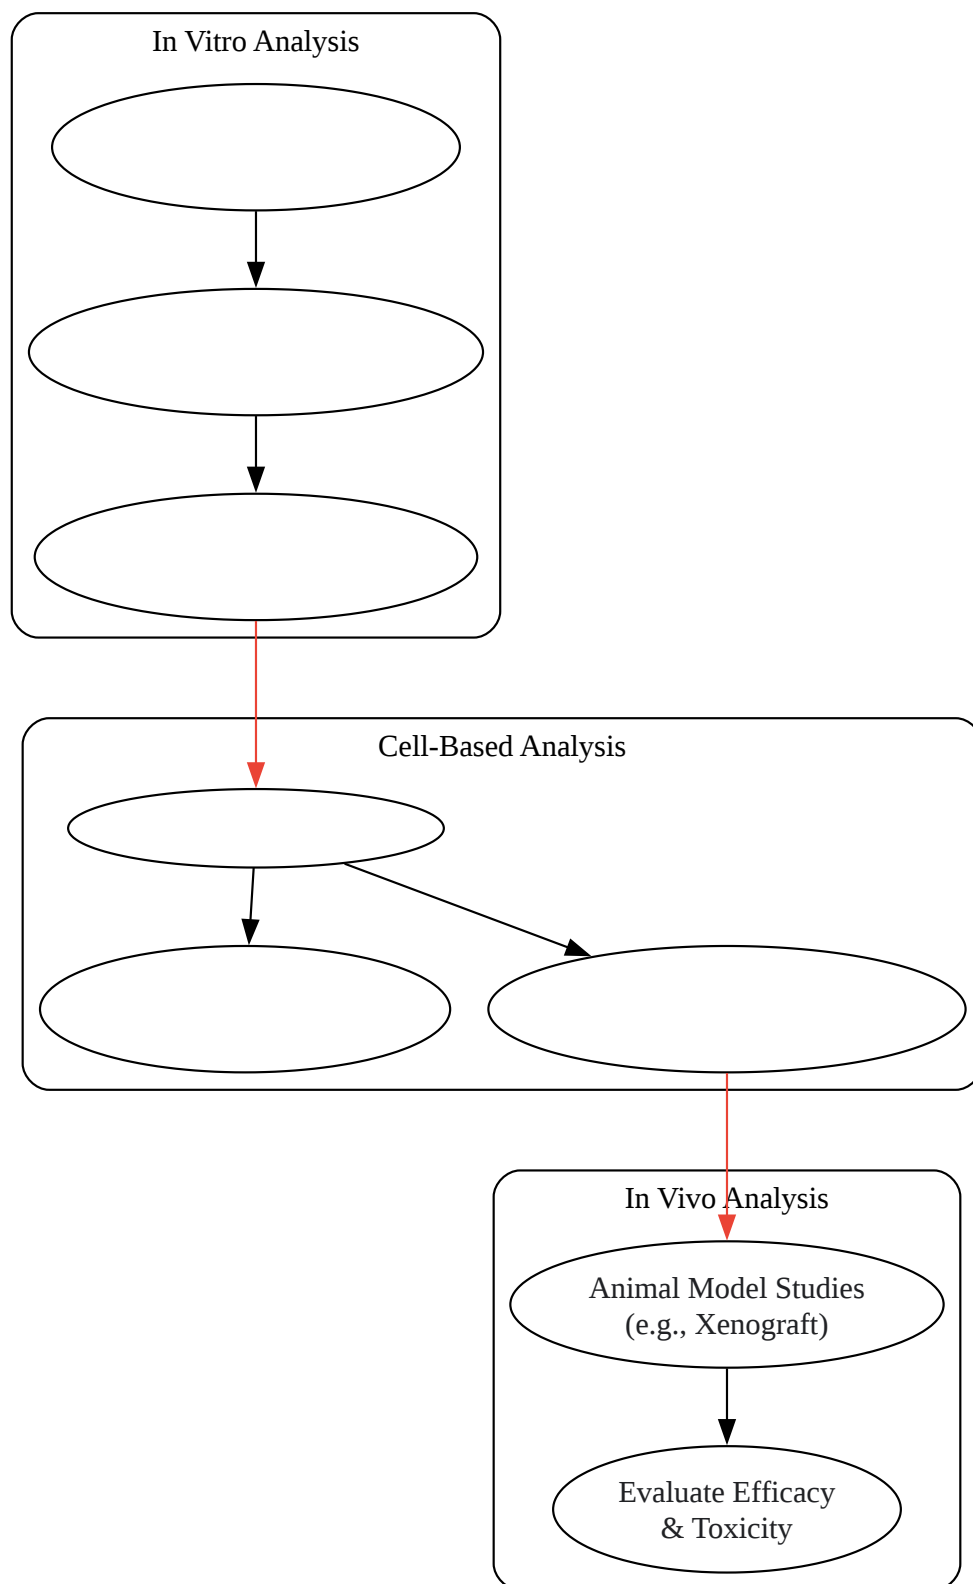 In Vitro Analysis
Cell-Based Analysis
In Vivo Analysis
Animal Model Studies
(e.g., Xenograft)
Evaluate Efficacy
& Toxicity